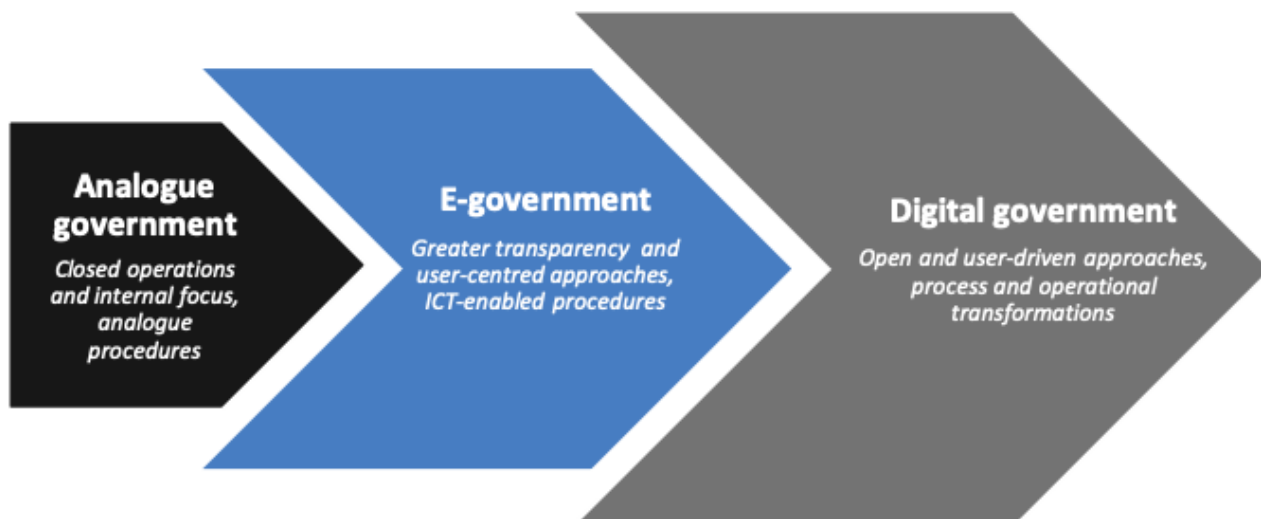 Analogue
government
Closed operations
and internal focus,
analogue
procedures
E-government
Greater transparency and
user-centred approaches,
ICT-enabled procedures
Digital government
Open and user-driven approaches,
process and operational
transformations